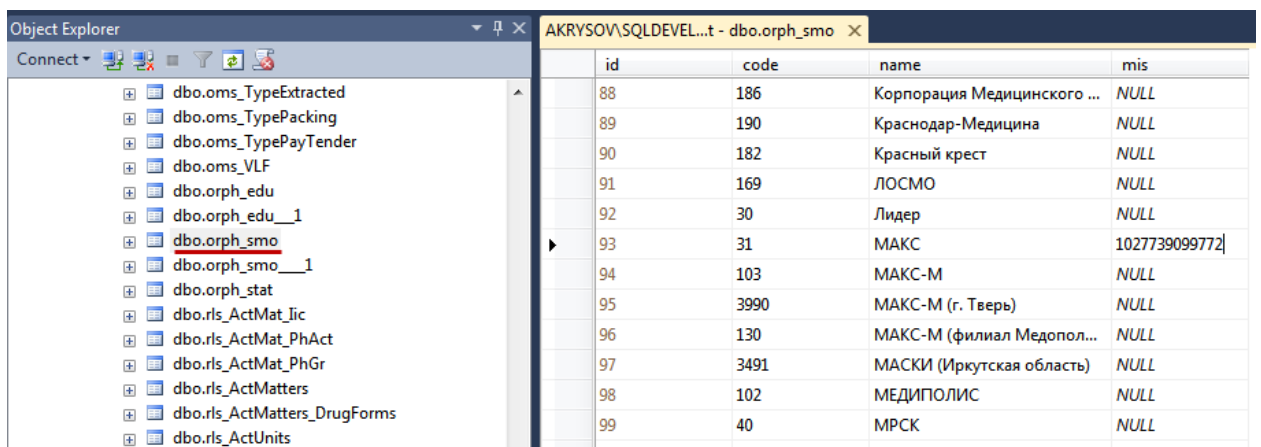 Object Explorer
Connect
dbo.oms_TypeExtracted
dbo.oms_TypePacking
dbo.oms_TypePayTender
dbo.oms_VLF
dbo.orph_edu
dbo.orph_edu__1
dbo.orph_smo
dbo.orph_smo___1
dbo.orph_stat
dbo.rls_ActMat_Iic
dbo.rls_ActMat_PhAct
dbo.rls_ActMat_PhGr
dbo.rls_ActMatters
dbo.rls_ActMatters_DrugForms
dbo.rls_ActUnits
AKRYSOV\SQLDEVEL...t - dbo.orph_smo
id code name mis
88 186 Корпорация Медицинского ... NULL
89 190 Краснодар-Медицина NULL
90 182 Красный крест NULL
91 169 ЛОСМО NULL
92 30 Лидер NULL
93 31 МАКС 1027739099772
94 103 МАКС-М NULL
95 3990 МАКС-М (г. Тверь) NULL
96 130 МАКС-М (филиал Медопол... NULL
97 3491 МАСКИ (Иркутская область) NULL
98 102 МЕДИПОЛИС NULL
99 40 МРСК NULL